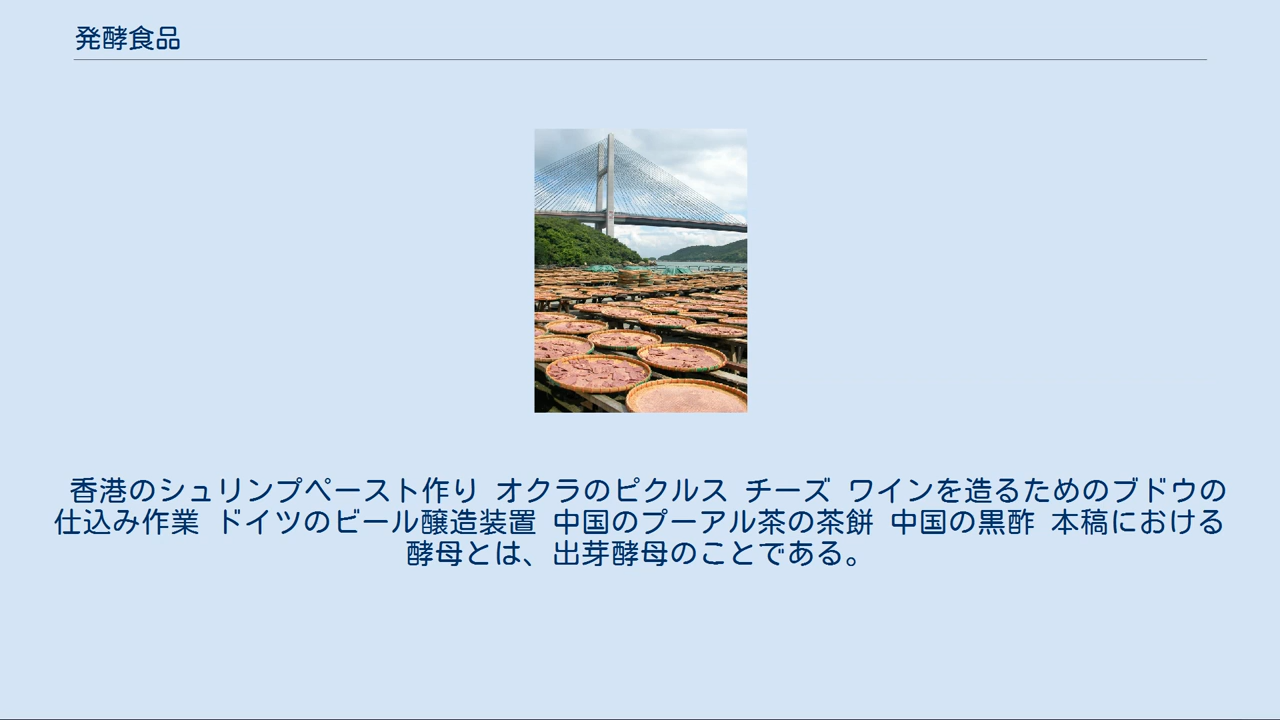 発酵食品
香港のシュリンプペースト作り オクラのピクルス チーズ ワインを造るためのブドウの
仕込み作業 ドイツのビール醸造装置 中国のプーアル茶の茶餅 中国の黒酢 本稿における
酵母とは、出芽酵母のことである。